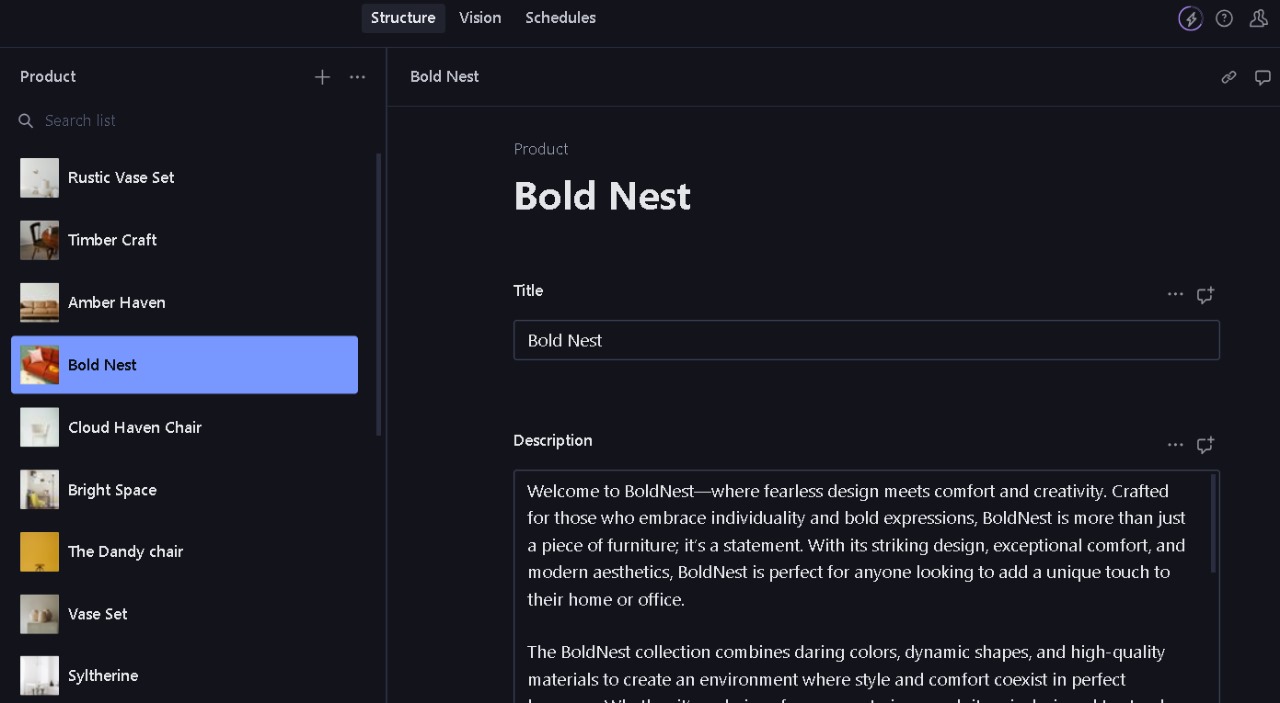 Structure
Vision
Schedules
Product
Bold Nest
Search list
Rustic Vase Set
Timber Craft
Amber Haven
Bold Nest
Cloud Haven Chair
Bright Space
The Dandy chair
Vase Set
Syltherine
Product
Bold Nest
Title
Bold Nest
Description
Welcome to BoldNest—where fearless design meets comfort and creativity. Crafted
for those who embrace individuality and bold expressions, BoldNest is more than just
a piece of furniture; it's a statement. With its striking design, exceptional comfort, and
modern aesthetics, BoldNest is perfect for anyone looking to add a unique touch to
their home or office.
The BoldNest collection combines daring colors, dynamic shapes, and high-quality
materials to create an environment where style and comfort coexist in perfect